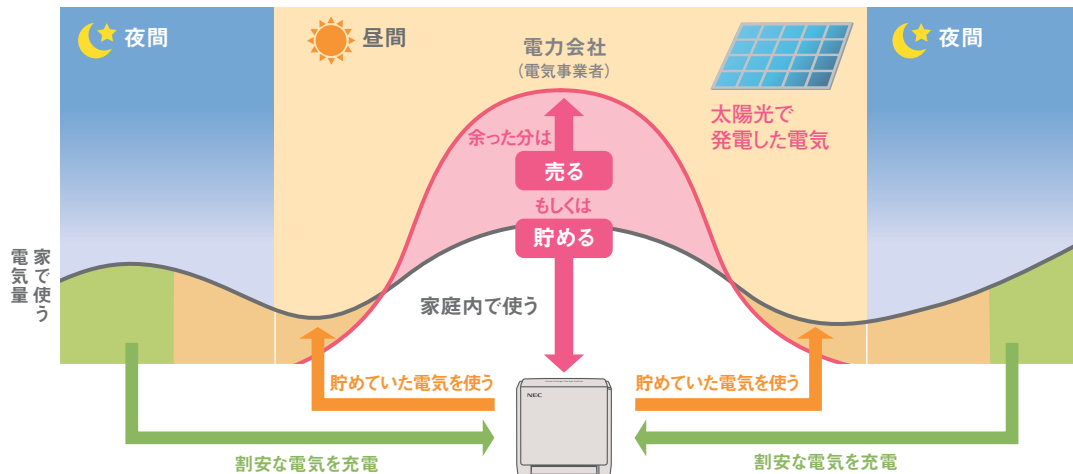 夜間
昼間
電力会社
(電気事業者)
夜間
太陽光で
発電した電気
余った分は
売る
もしくは
貯める
家で使う
電気量
家庭内で使う
貯めていた電気を使う
貯めていた電気を使う
NEC
割安な電気を充電
割安な電気を充電